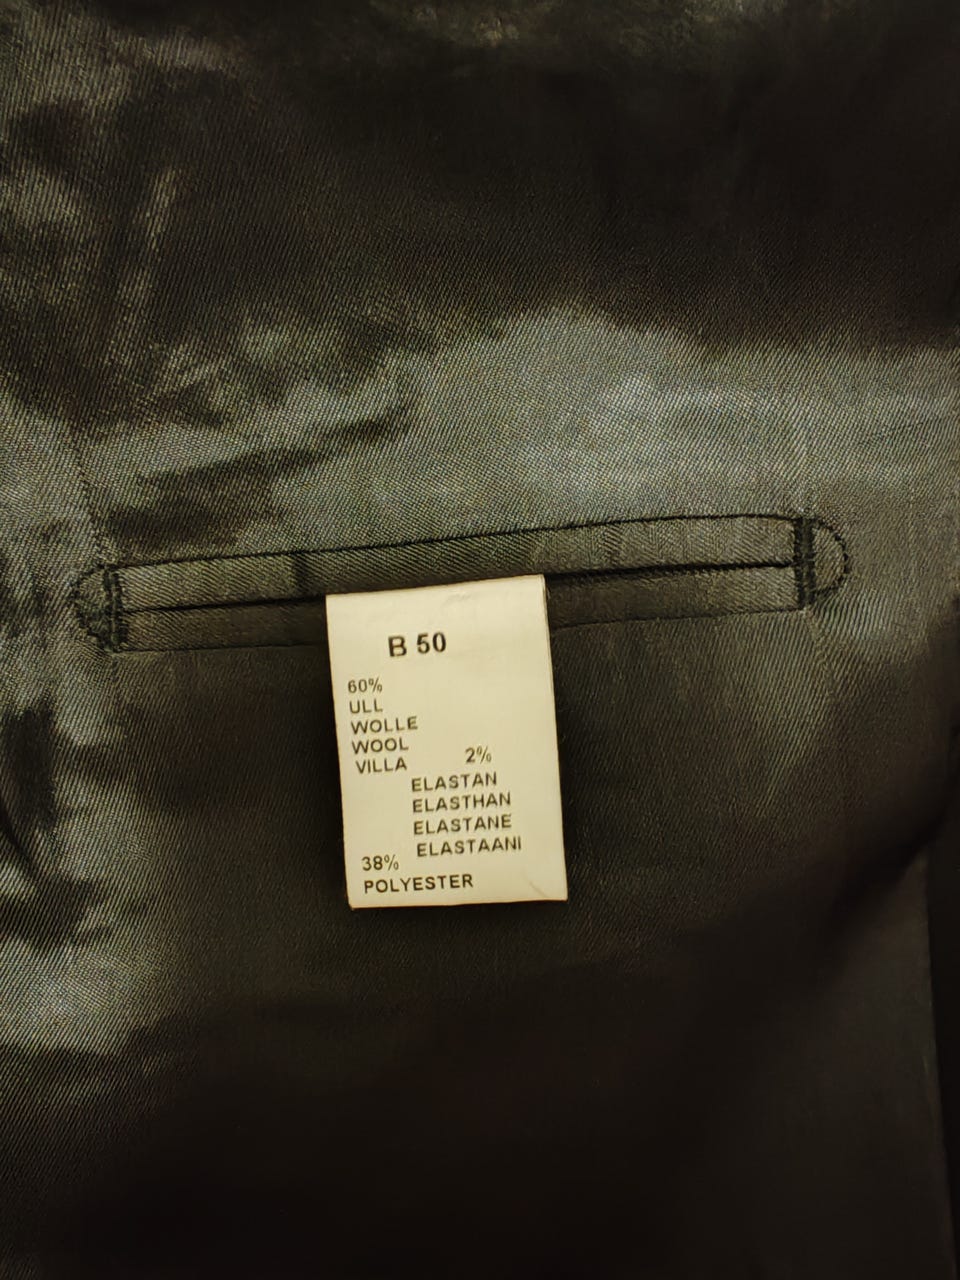 B 50
60%
ULL
WOLLE
WOOL
VILLA
2%
ELASTAN
ELASTHAN
ELASTANE
ELASTAANI
38%
POLYESTER